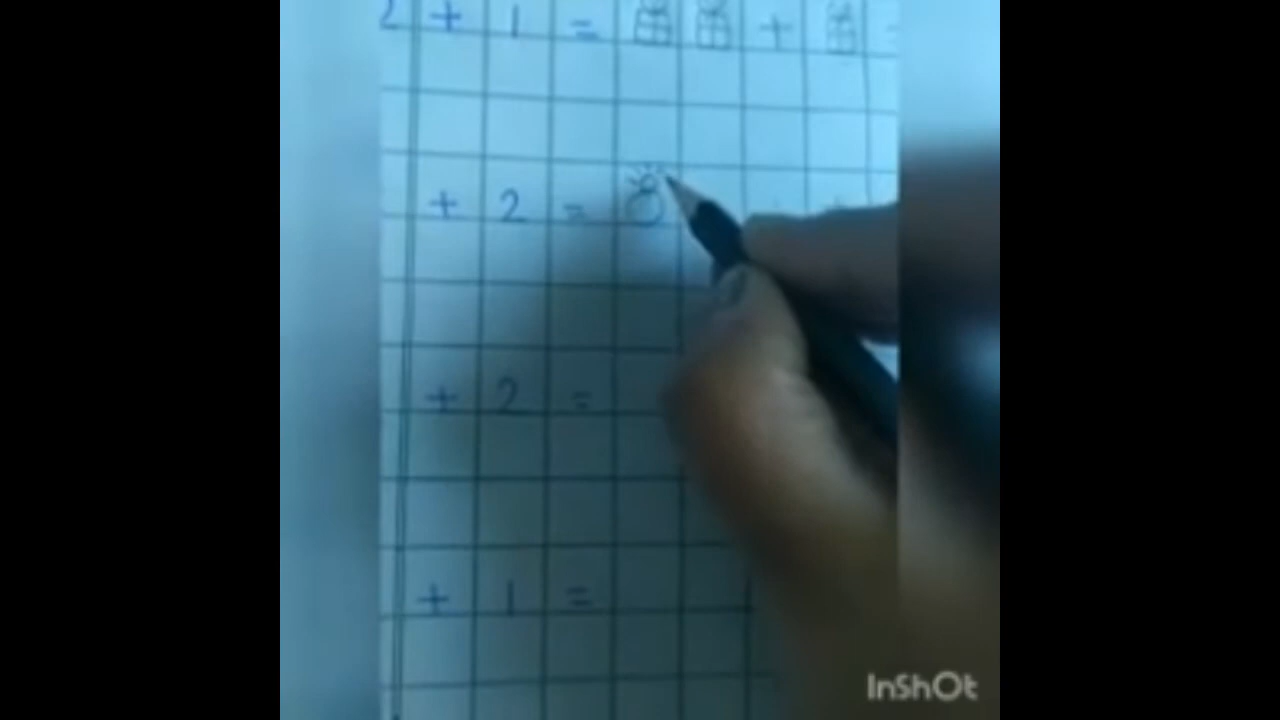 2 + 1 = +
+ 2 =
+ 2 =
+ 1 =
InShOt